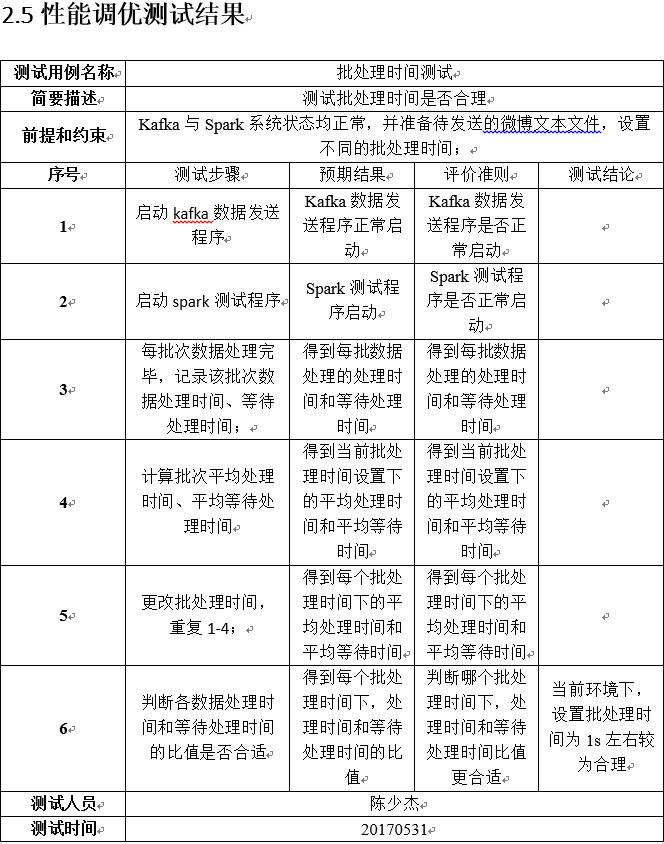 2.5 性能调优测试结果
测试用例名称 批处理时间测试
简要描述 测试批处理时间是否合理
前提和约束 Kafka 与 Spark 系统状态均正常，并准备待发送的微博文本文件，设置
不同的批处理时间；
序号 测试步骤 预期结果 评价准则 测试结论
1
启动 kafka 数据发送
程序
Kafka 数据发
送程序正常启
动
Kafka 数据发
送程序是否正
常启动
2
启动 spark 测试程序
Spark 测试程
序启动
Spark 测试程
序是否正常启
动
3
每批次数据处理完
毕，记录该批次数
据处理时间、等待
处理时间；
得到每批数据
处理的处理时
间和等待处理
时间
得到每批数据
处理的处理时
间和等待处理
时间
4
计算批次平均处理
时间、平均等待处
理时间
得到当前批处
理时间设置下
的平均处理时
间和平均等待
时间
得到当前批处
理时间设置下
的平均处理时
间和平均等待
时间
5
更改批处理时间，
重复 1-4；
得到每个批处
理时间下的平
均处理时间和
平均等待时间
得到每个批处
理时间下的平
均处理时间和
平均等待时间
6
判断各数据处理时
间和等待处理时间
的比值是否合适
得到每个批处
理时间下，处
理时间和等待
处理时间的比
值
判断哪个批处
理时间下，处
理时间和等待
处理时间比值
更合适
当前环境下，
设置批处理时
间为 1s 左右较
为合理
测试人员 陈少杰
测试时间 20170531